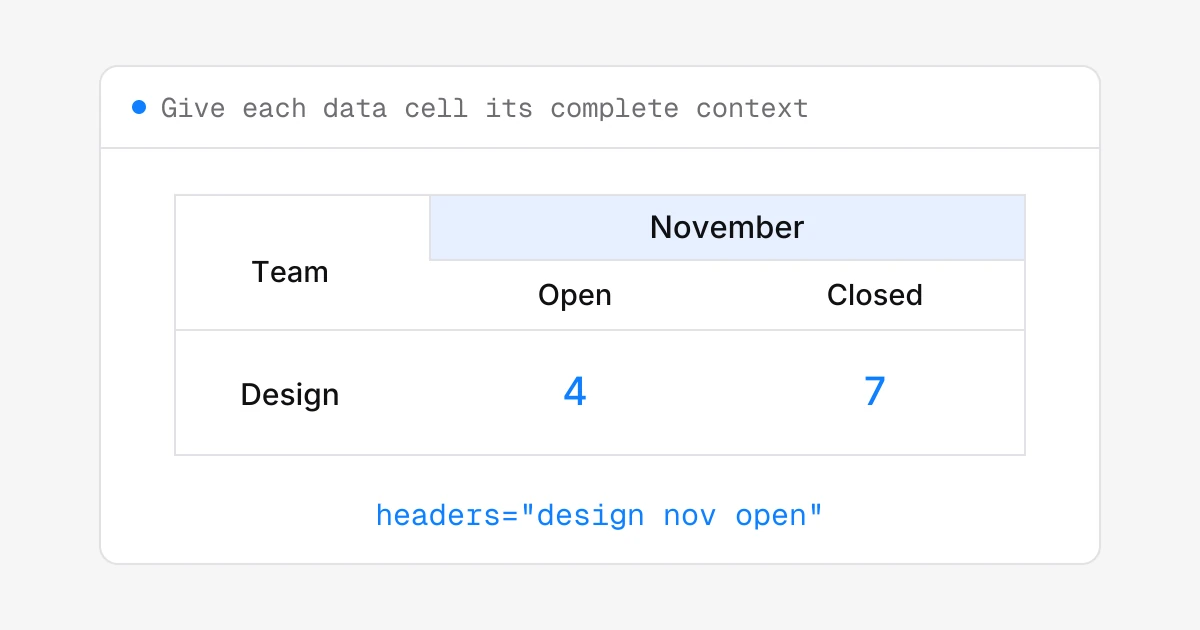 Give each data cell its complete context
November
Team
Open Closed
Design 4 7
headers="design nov open"